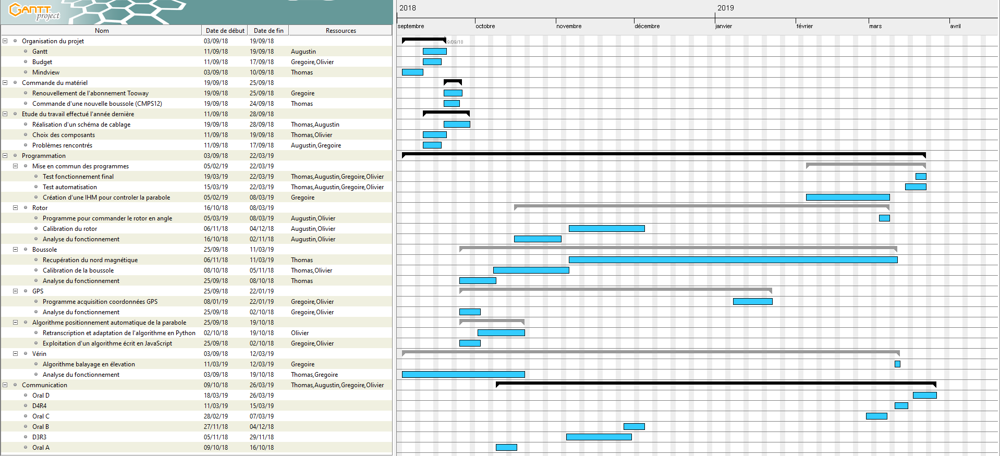 GANTT project
2018 2019
septembre octobre novembre décembre janvier février mars avril
Nom Date de début Date de fin Ressources
Organisation du projet 03/09/18 19/09/18 9/09/18
Gantt 11/09/18 19/09/18 Augustin
Budget 11/09/18 17/09/18 Gregoire,Olivier
Mindview 03/09/18 10/09/18 Thomas
Commande du matériel 19/09/18 25/09/18
Renouvellement de l'abonnement Tooway 19/09/18 25/09/18 Gregoire
Commande d'une nouvelle boussole (CMPS12) 19/09/18 24/09/18 Thomas
Etude du travail effectué l'année dernière 11/09/18 28/09/18
Réalisation d'un schéma de cablage 19/09/18 28/09/18 Thomas,Augustin
Choix des composants 11/09/18 19/09/18 Thomas,Olivier
Problèmes rencontrés 11/09/18 17/09/18 Augustin,Gregoire
Programmation 03/09/18 22/03/19
Mise en commun des programmes 05/02/19 22/03/19
Test fonctionnement final 19/03/19 22/03/19 Thomas,Augustin,Gregoire,Olivier
Test automatisation 15/03/19 22/03/19 Thomas,Augustin,Gregoire,Olivier
Création d'une IHM pour controler la parabole 05/02/19 08/03/19 Gregoire
Rotor 16/10/18 08/03/19
Programme pour commander le rotor en angle 05/03/19 08/03/19 Augustin,Olivier
Calibration du rotor 06/11/18 04/12/18 Augustin,Olivier
Analyse du fonctionnement 16/10/18 02/11/18 Augustin,Olivier
Boussole 25/09/18 11/03/19
Recupération du nord magnétique 06/11/18 11/03/19 Thomas
Calibration de la boussole 08/10/18 05/11/18 Thomas,Olivier
Analyse du fonctionnement 25/09/18 08/10/18 Thomas
GPS 25/09/18 22/01/19
Programme acquisition coordonnées GPS 08/01/19 22/01/19 Gregoire,Olivier
Analyse du fonctionnement 25/09/18 02/10/18 Gregoire,Olivier
Algorithme positionnement automatique de la parabole 25/09/18 19/10/18
Retranscription et adaptation de l'algorithme en Python 02/10/18 19/10/18 Olivier
Exploitation d'un algorithme écrit en JavaScript 25/09/18 02/10/18 Gregoire,Olivier
Vérin 03/09/18 12/03/19
Algorithme balayage en élevation 11/03/19 12/03/19 Gregoire
Analyse du fonctionnement 03/09/18 19/10/18 Thomas,Gregoire
Communication 09/10/18 26/03/19 Thomas,Augustin,Gregoire,Olivier
Oral D 18/03/19 26/03/19
D4R4 11/03/19 15/03/19
Oral C 28/02/19 07/03/19
Oral B 27/11/18 04/12/18
D3R3 05/11/18 29/11/18
Oral A 09/10/18 16/10/18